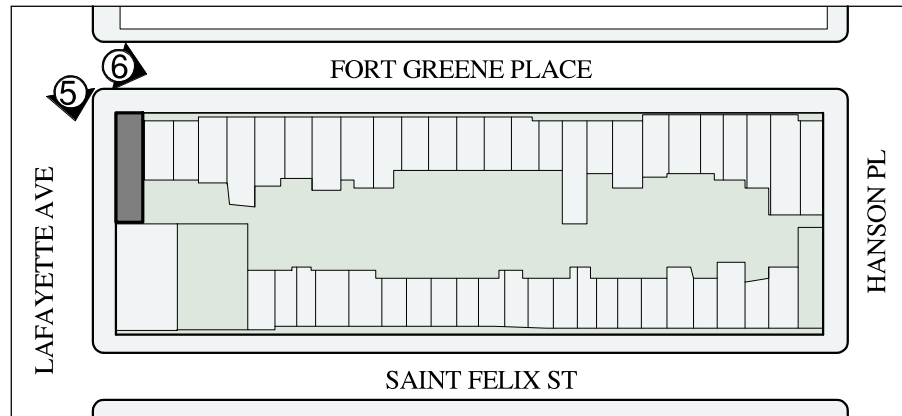 6
5
FORT GREENE PLACE
LAFAYETTE AVE
HANSON PL
SAINT FELIX ST